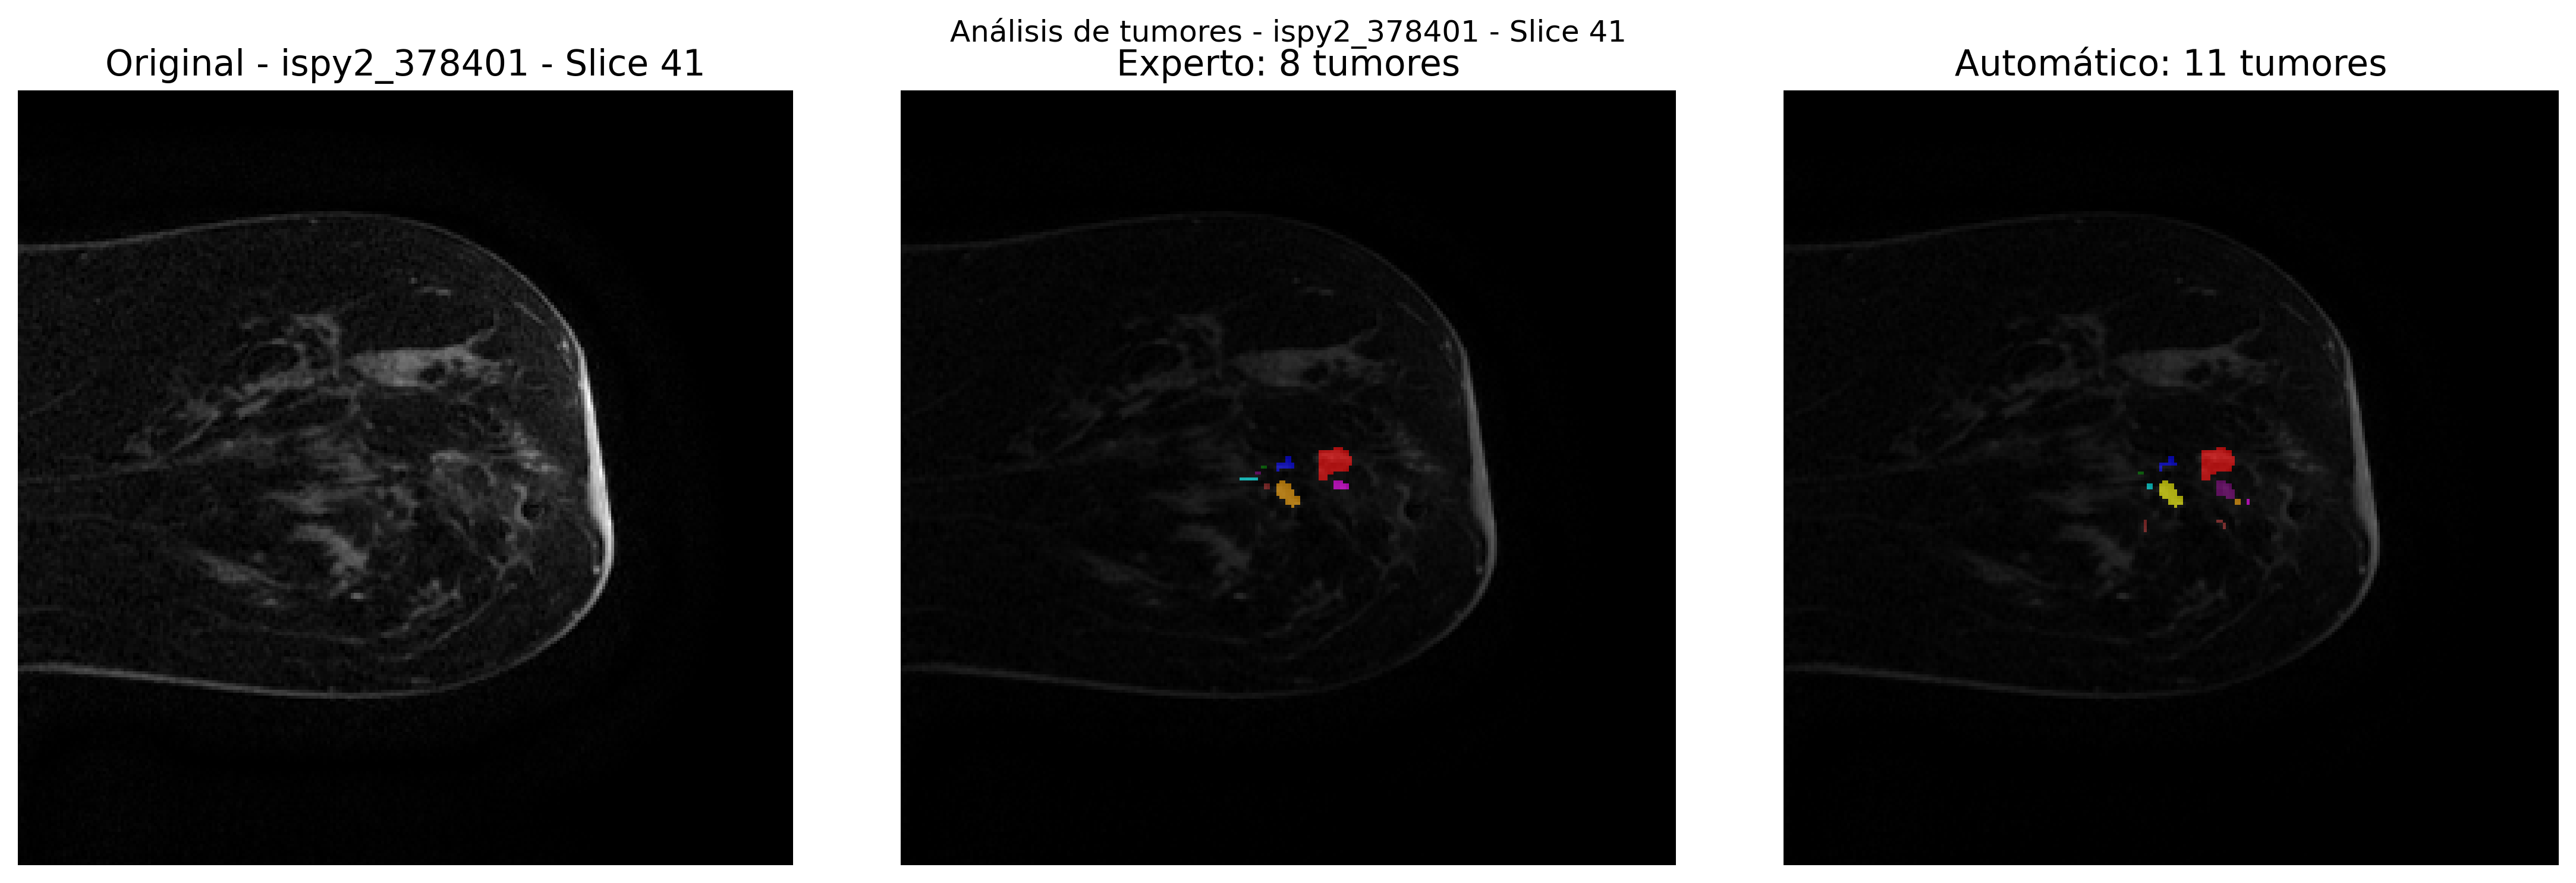 Análisis de tumores - ispy2_378401 - Slice 41
Original - ispy2_378401 - Slice 41
Experto: 8 tumores
Automático: 11 tumores